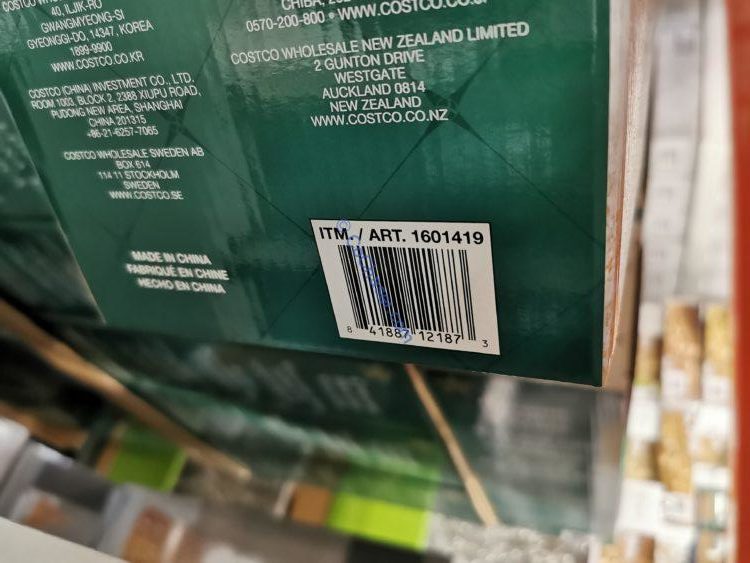 40, ILJIK-RO
GWANGMYEONG-SI
GYEONGGI-DO, 14347, KOREA
1899-9900
WWW.COSTCO.CO.KR
COSTCO (CHINA) INVESTMENT CO., LTD.
ROOM 1003, BLOCK 2, 2388 XIUPU ROAD,
PUDONG NEW AREA, SHANGHAI
CHINA 201315
+86-21-6257-7065
COSTCO WHOLESALE SWEDEN AB
BOX 614
114 11 STOCKHOLM
SWEDEN
WWW.COSTCO.SE
MADE IN CHINA
FABRIQUÉ EN CHINE
HECHO EN CHINA
0570-200-800 • WWW.COSTCO.CO.
COSTCO WHOLESALE NEW ZEALAND LIMITED
2 GUNTON DRIVE
WESTGATE
AUCKLAND 0814
NEW ZEALAND
WWW.COSTCO.CO.NZ
ITM. / ART. 1601419
8 41887 12187 3